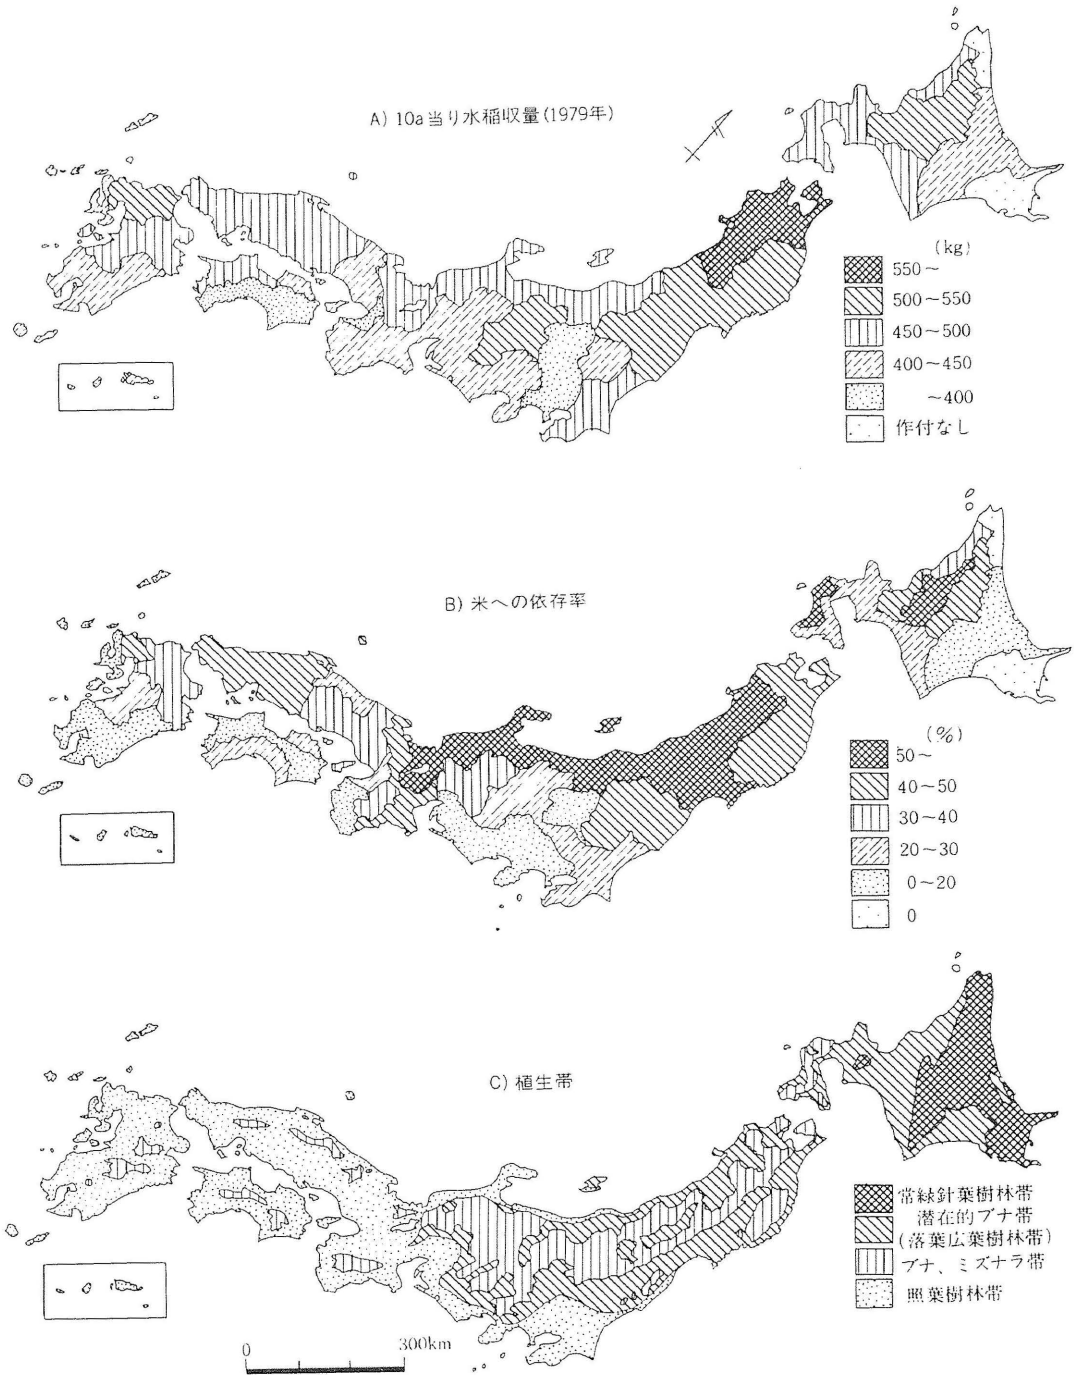 A) 10a当り水稲収量(1979年)
(kg)
550～
500～550
450～500
400～450
～400
作付なし
B) 米への依存率
(%)
50～
40～50
30～40
20～30
0～20
0
C) 植生帯
常緑針葉樹林帯
潜在的ブナ帯
(落葉広葉樹林帯)
ブナ、ミズナラ帯
照葉樹林帯
0 300km